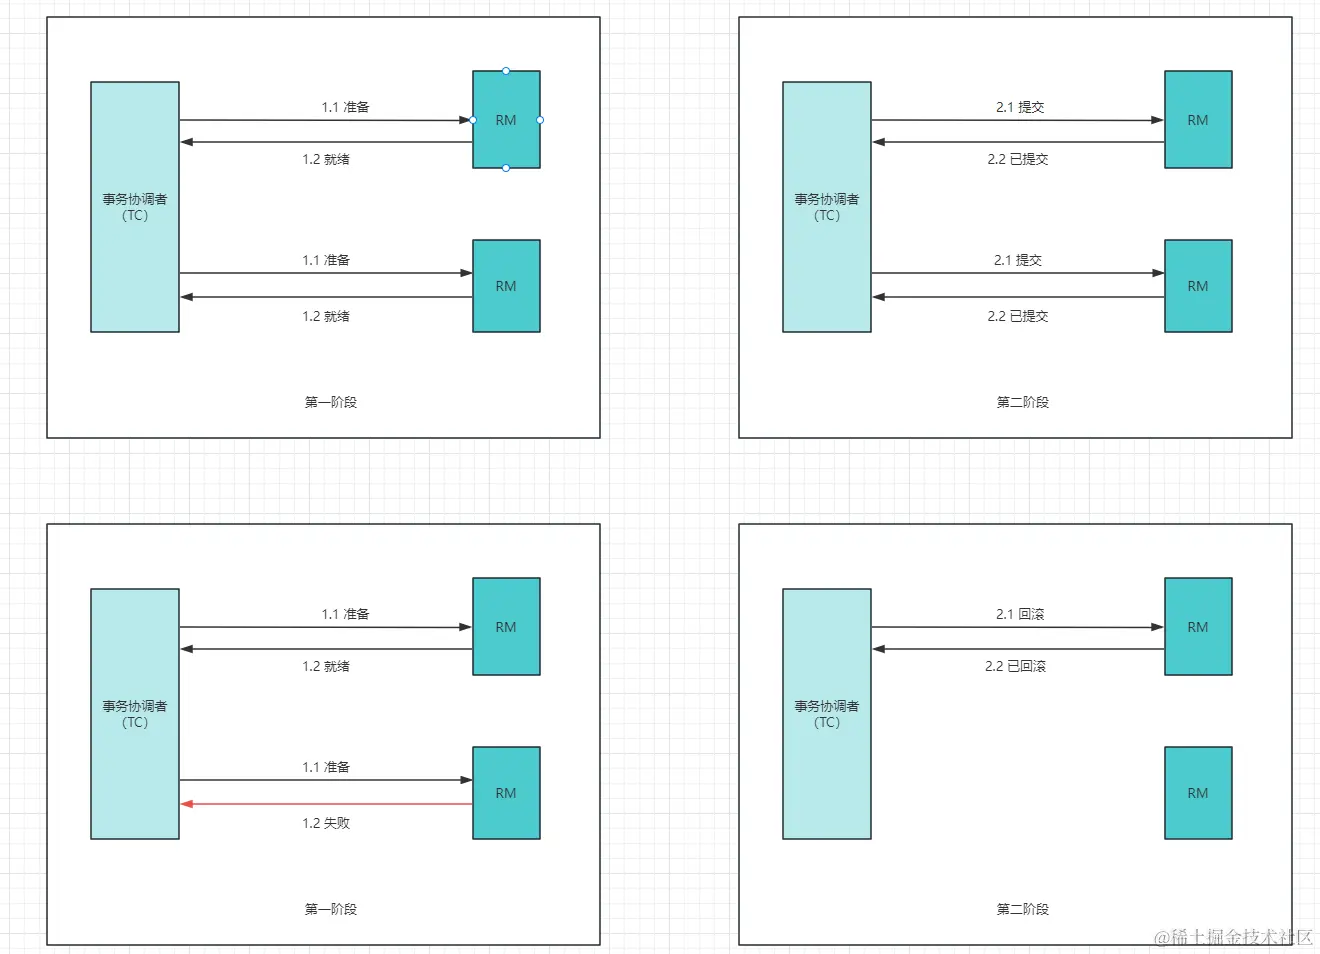 1.1 准备
RM
1.2 就绪
事务协调者
（TC）
1.1 准备
RM
1.2 就绪
第一阶段
2.1 提交
RM
2.2 已提交
事务协调者
（TC）
2.1 提交
RM
2.2 已提交
第二阶段
1.1 准备
RM
1.2 就绪
事务协调者
（TC）
1.1 准备
RM
1.2 失败
第一阶段
2.1 回滚
RM
2.2 已回滚
事务协调者
（TC）
RM
第二阶段
@稀土掘金技术社区